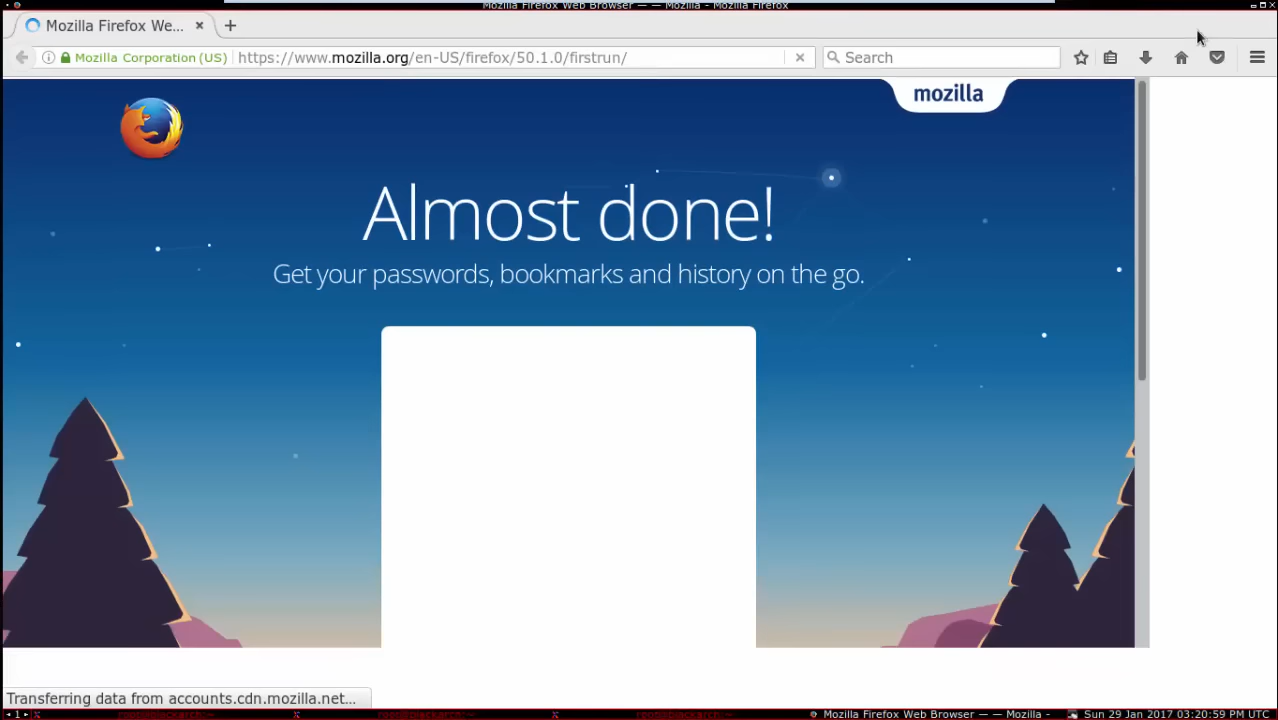 Mozilla Firefox Web Browser — — Mozilla - Mozilla Firefox
Mozilla Firefox We...
Mozilla Corporation (US)
https://www.mozilla.org/en-US/firefox/50.1.0/firstrun/
Search
mozilla
Almost done!
Get your passwords, bookmarks and history on the go.
Transferring data from accounts.cdn.mozilla.net...
1
Mozilla Firefox Web Browser — — Mozilla -
Sun 29 Jan 2017 03:20:59 PM UTC